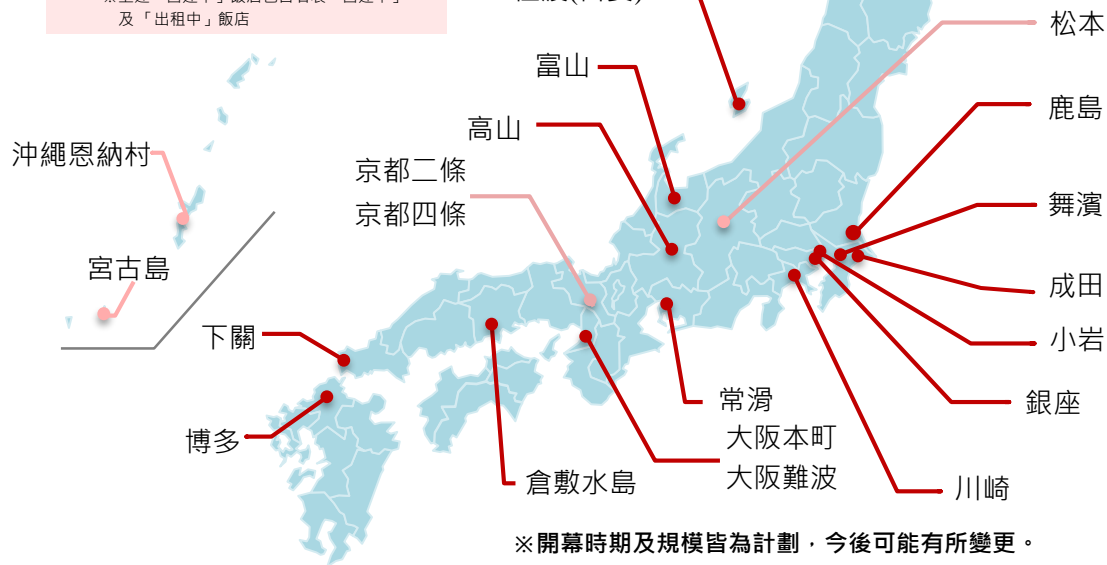 及「出租中」飯店
松本
富山
鹿島
高山
沖繩恩納村
京都二條
京都四條
舞濱
宮古島
成田
下關
小岩
常滑
銀座
博多
大阪本町
大阪難波
倉敷水島
川崎
※開幕時期及規模皆為計劃，今後可能有所變更。